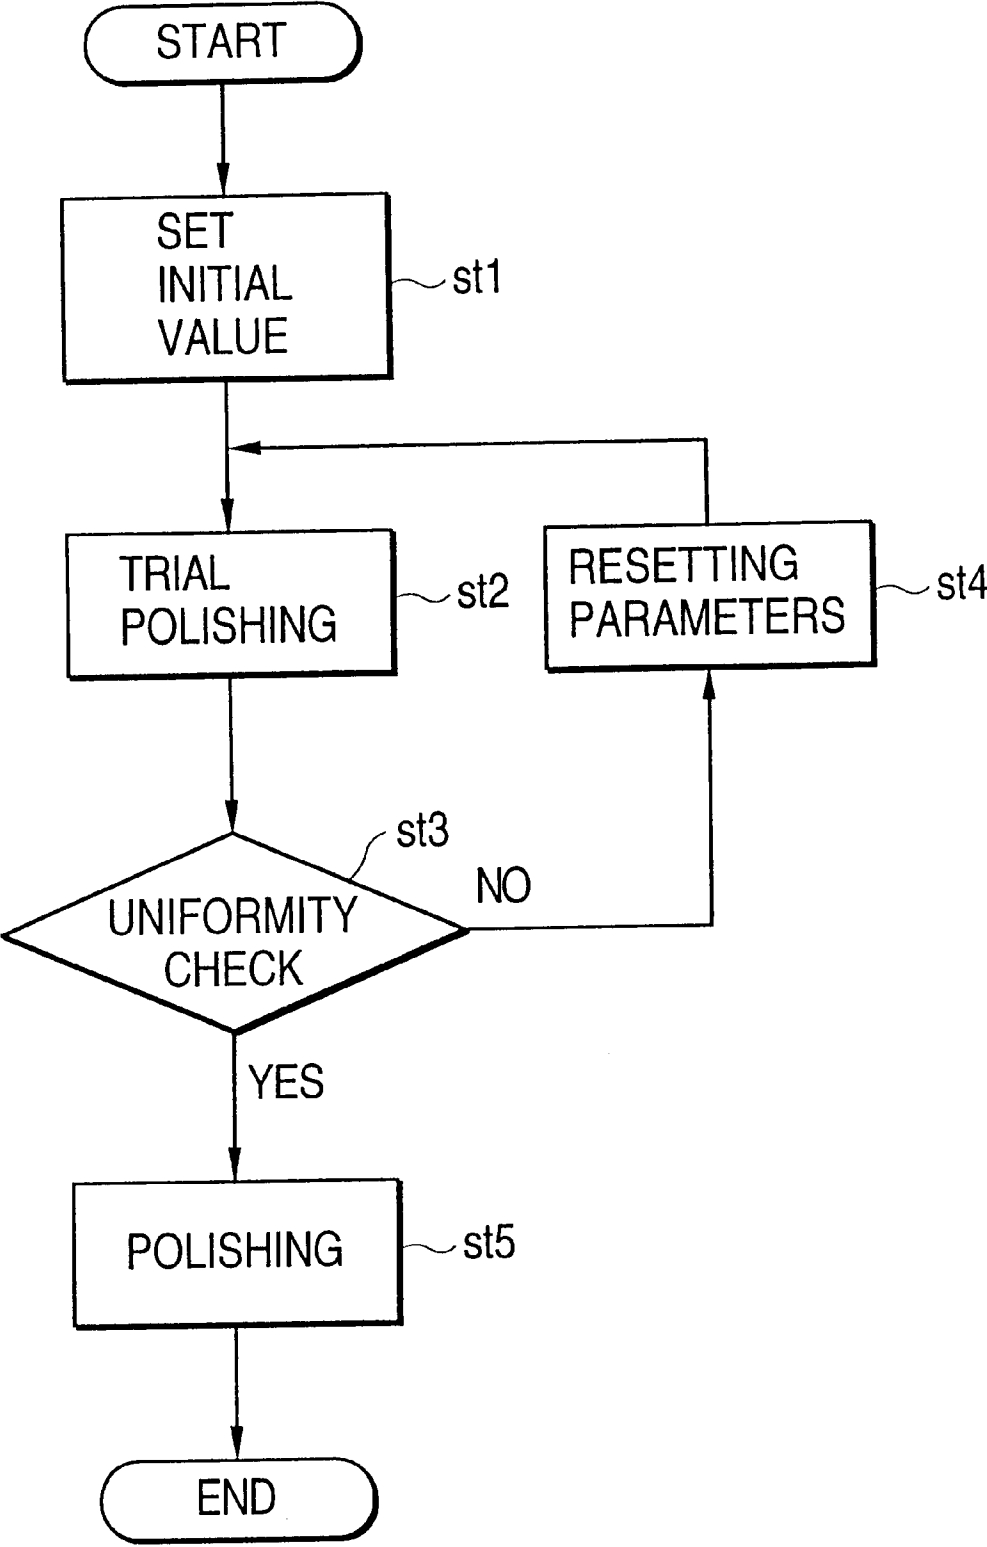 START
SET
INITIAL
VALUE
st1
TRIAL
POLISHING
st2
RESETTING
PARAMETERS
st4
st3
UNIFORMITY
CHECK
NO
YES
POLISHING
st5
END